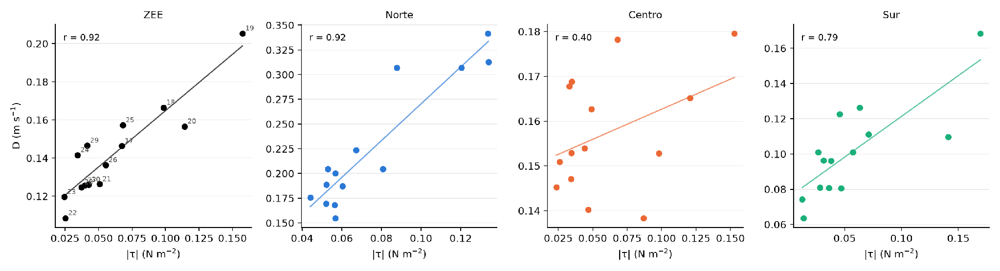 ZEE
r = 0.92
D (m s⁻¹)
0.20
0.18
0.16
0.14
0.12
19
18
20
25
17
29
24
26
21
30
23
22
0.025 0.050 0.075 0.100 0.125 0.150
|τ| (N m⁻²)
Norte
r = 0.92
0.350
0.325
0.300
0.275
0.250
0.225
0.200
0.175
0.150
0.04 0.06 0.08 0.10 0.12
|τ| (N m⁻²)
Centro
r = 0.40
0.18
0.17
0.16
0.15
0.14
0.025 0.050 0.075 0.100 0.125 0.150
|τ| (N m⁻²)
Sur
r = 0.79
0.16
0.14
0.12
0.10
0.08
0.06
0.05 0.10 0.15
|τ| (N m⁻²)